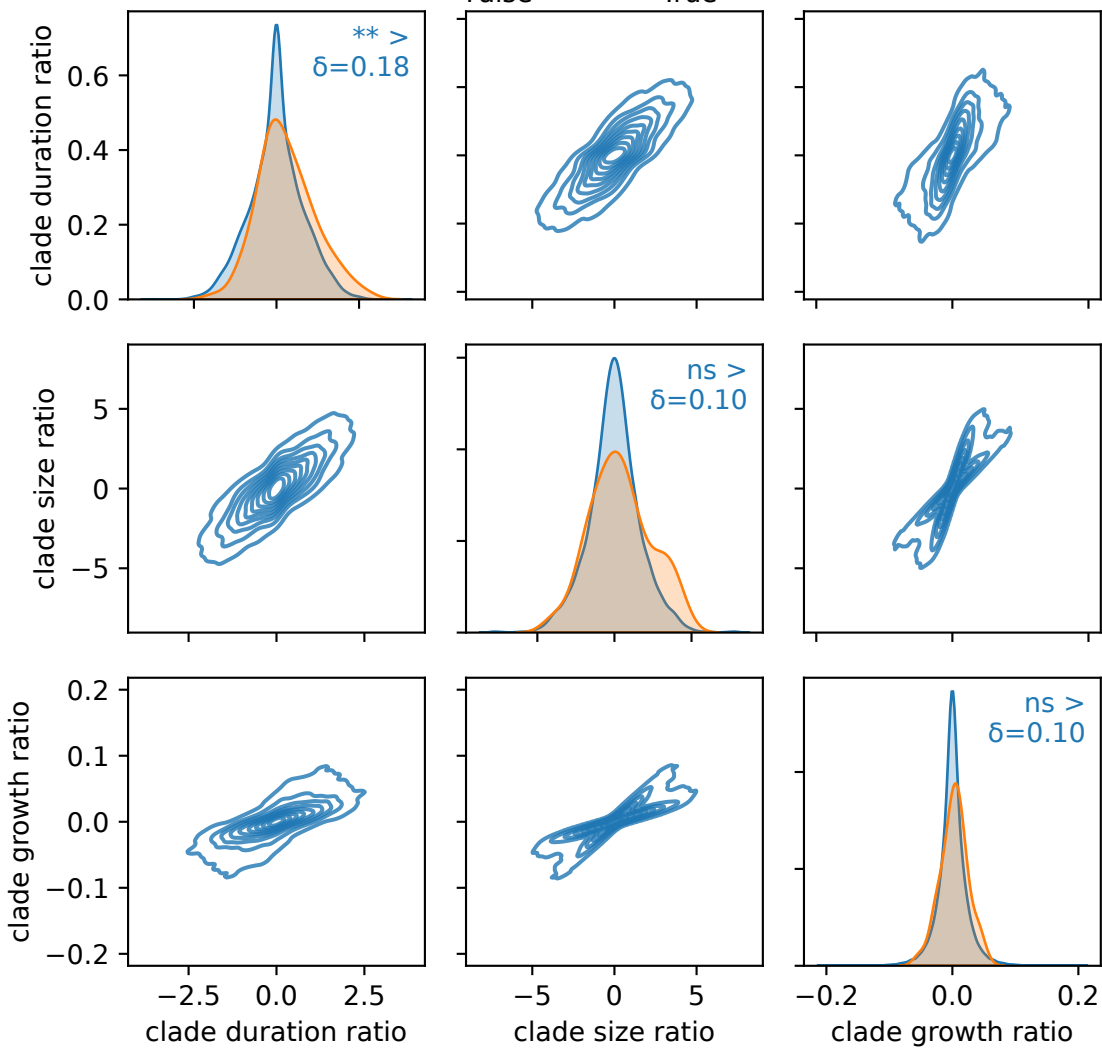 False True
clade duration ratio
0.6
0.4
0.2
0.0
** >
δ=0.18
clade size ratio
5
0
−5
ns >
δ=0.10
clade growth ratio
0.2
0.1
0.0
−0.1
−0.2
ns >
δ=0.10
−2.5 0.0 2.5
−5 0 5
−0.2 0.0 0.2
clade duration ratio
clade size ratio
clade growth ratio